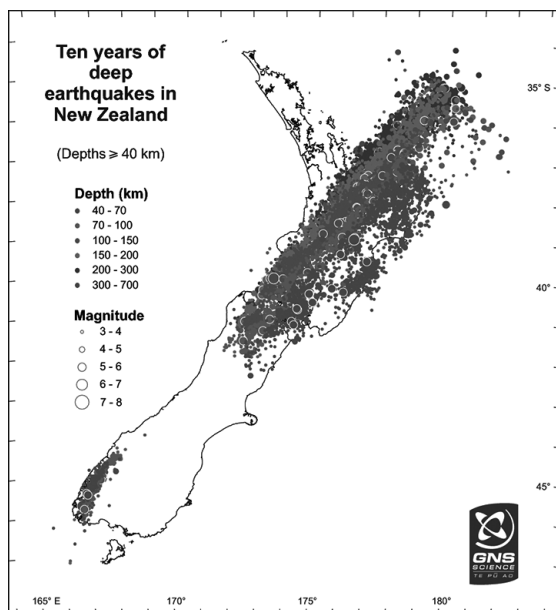 Ten years of
deep
earthquakes in
New Zealand
(Depths ≥ 40 km)
Depth (km)
40 - 70
70 - 100
100 - 150
150 - 200
200 - 300
300 - 700
Magnitude
3 - 4
4 - 5
5 - 6
6 - 7
7 - 8
35° S
40°
45°
165° E
170°
175°
180°
GNS
SCIENCE
TE PŪ AO